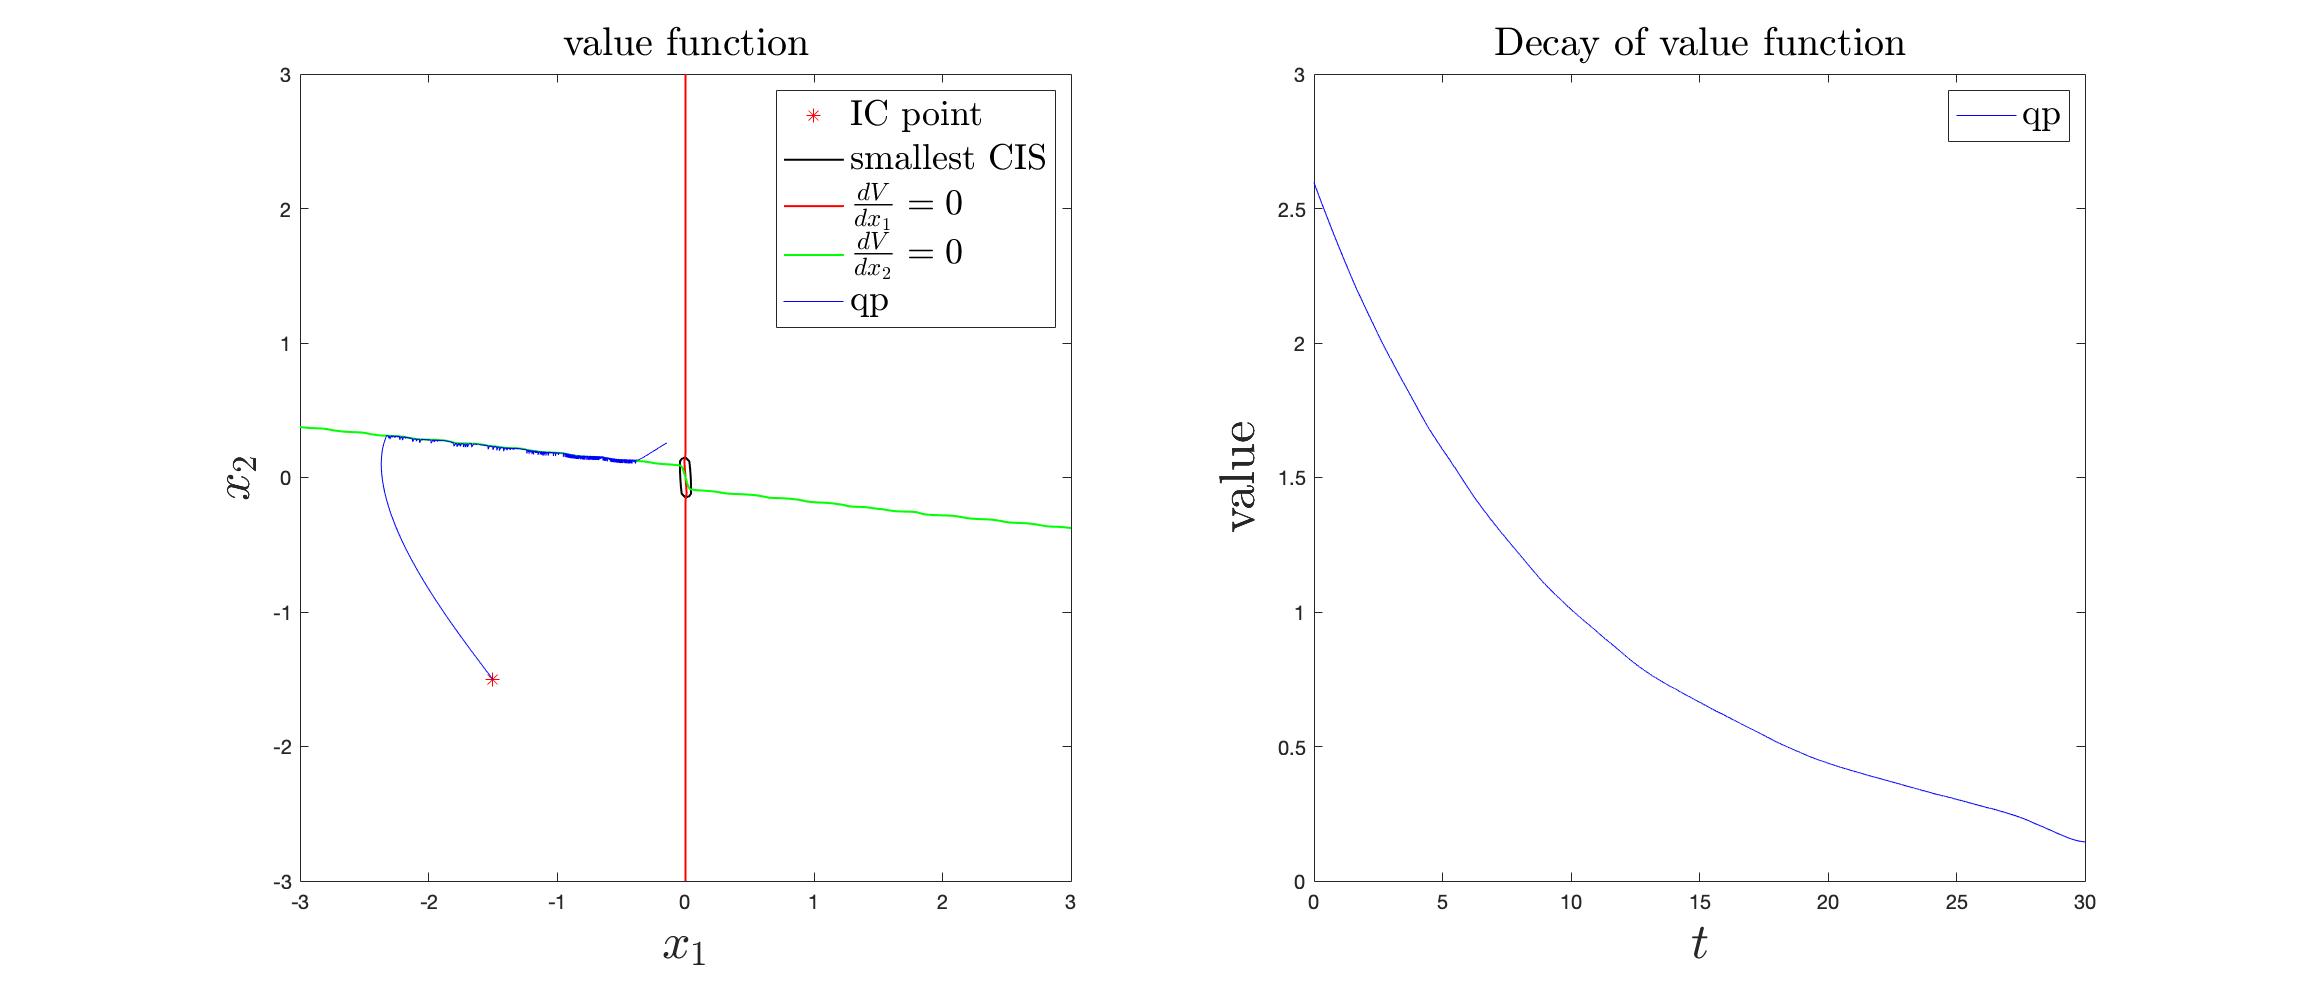 value function
3
2
1
0
-1
-2
-3
-3
-2
-1
0
1
2
3
x₂
x₁
IC point
smallest CIS
dV/dx₁ = 0
dV/dx₂ = 0
qp
Decay of value function
3
2.5
2
1.5
1
0.5
0
0
5
10
15
20
25
30
value
t
qp